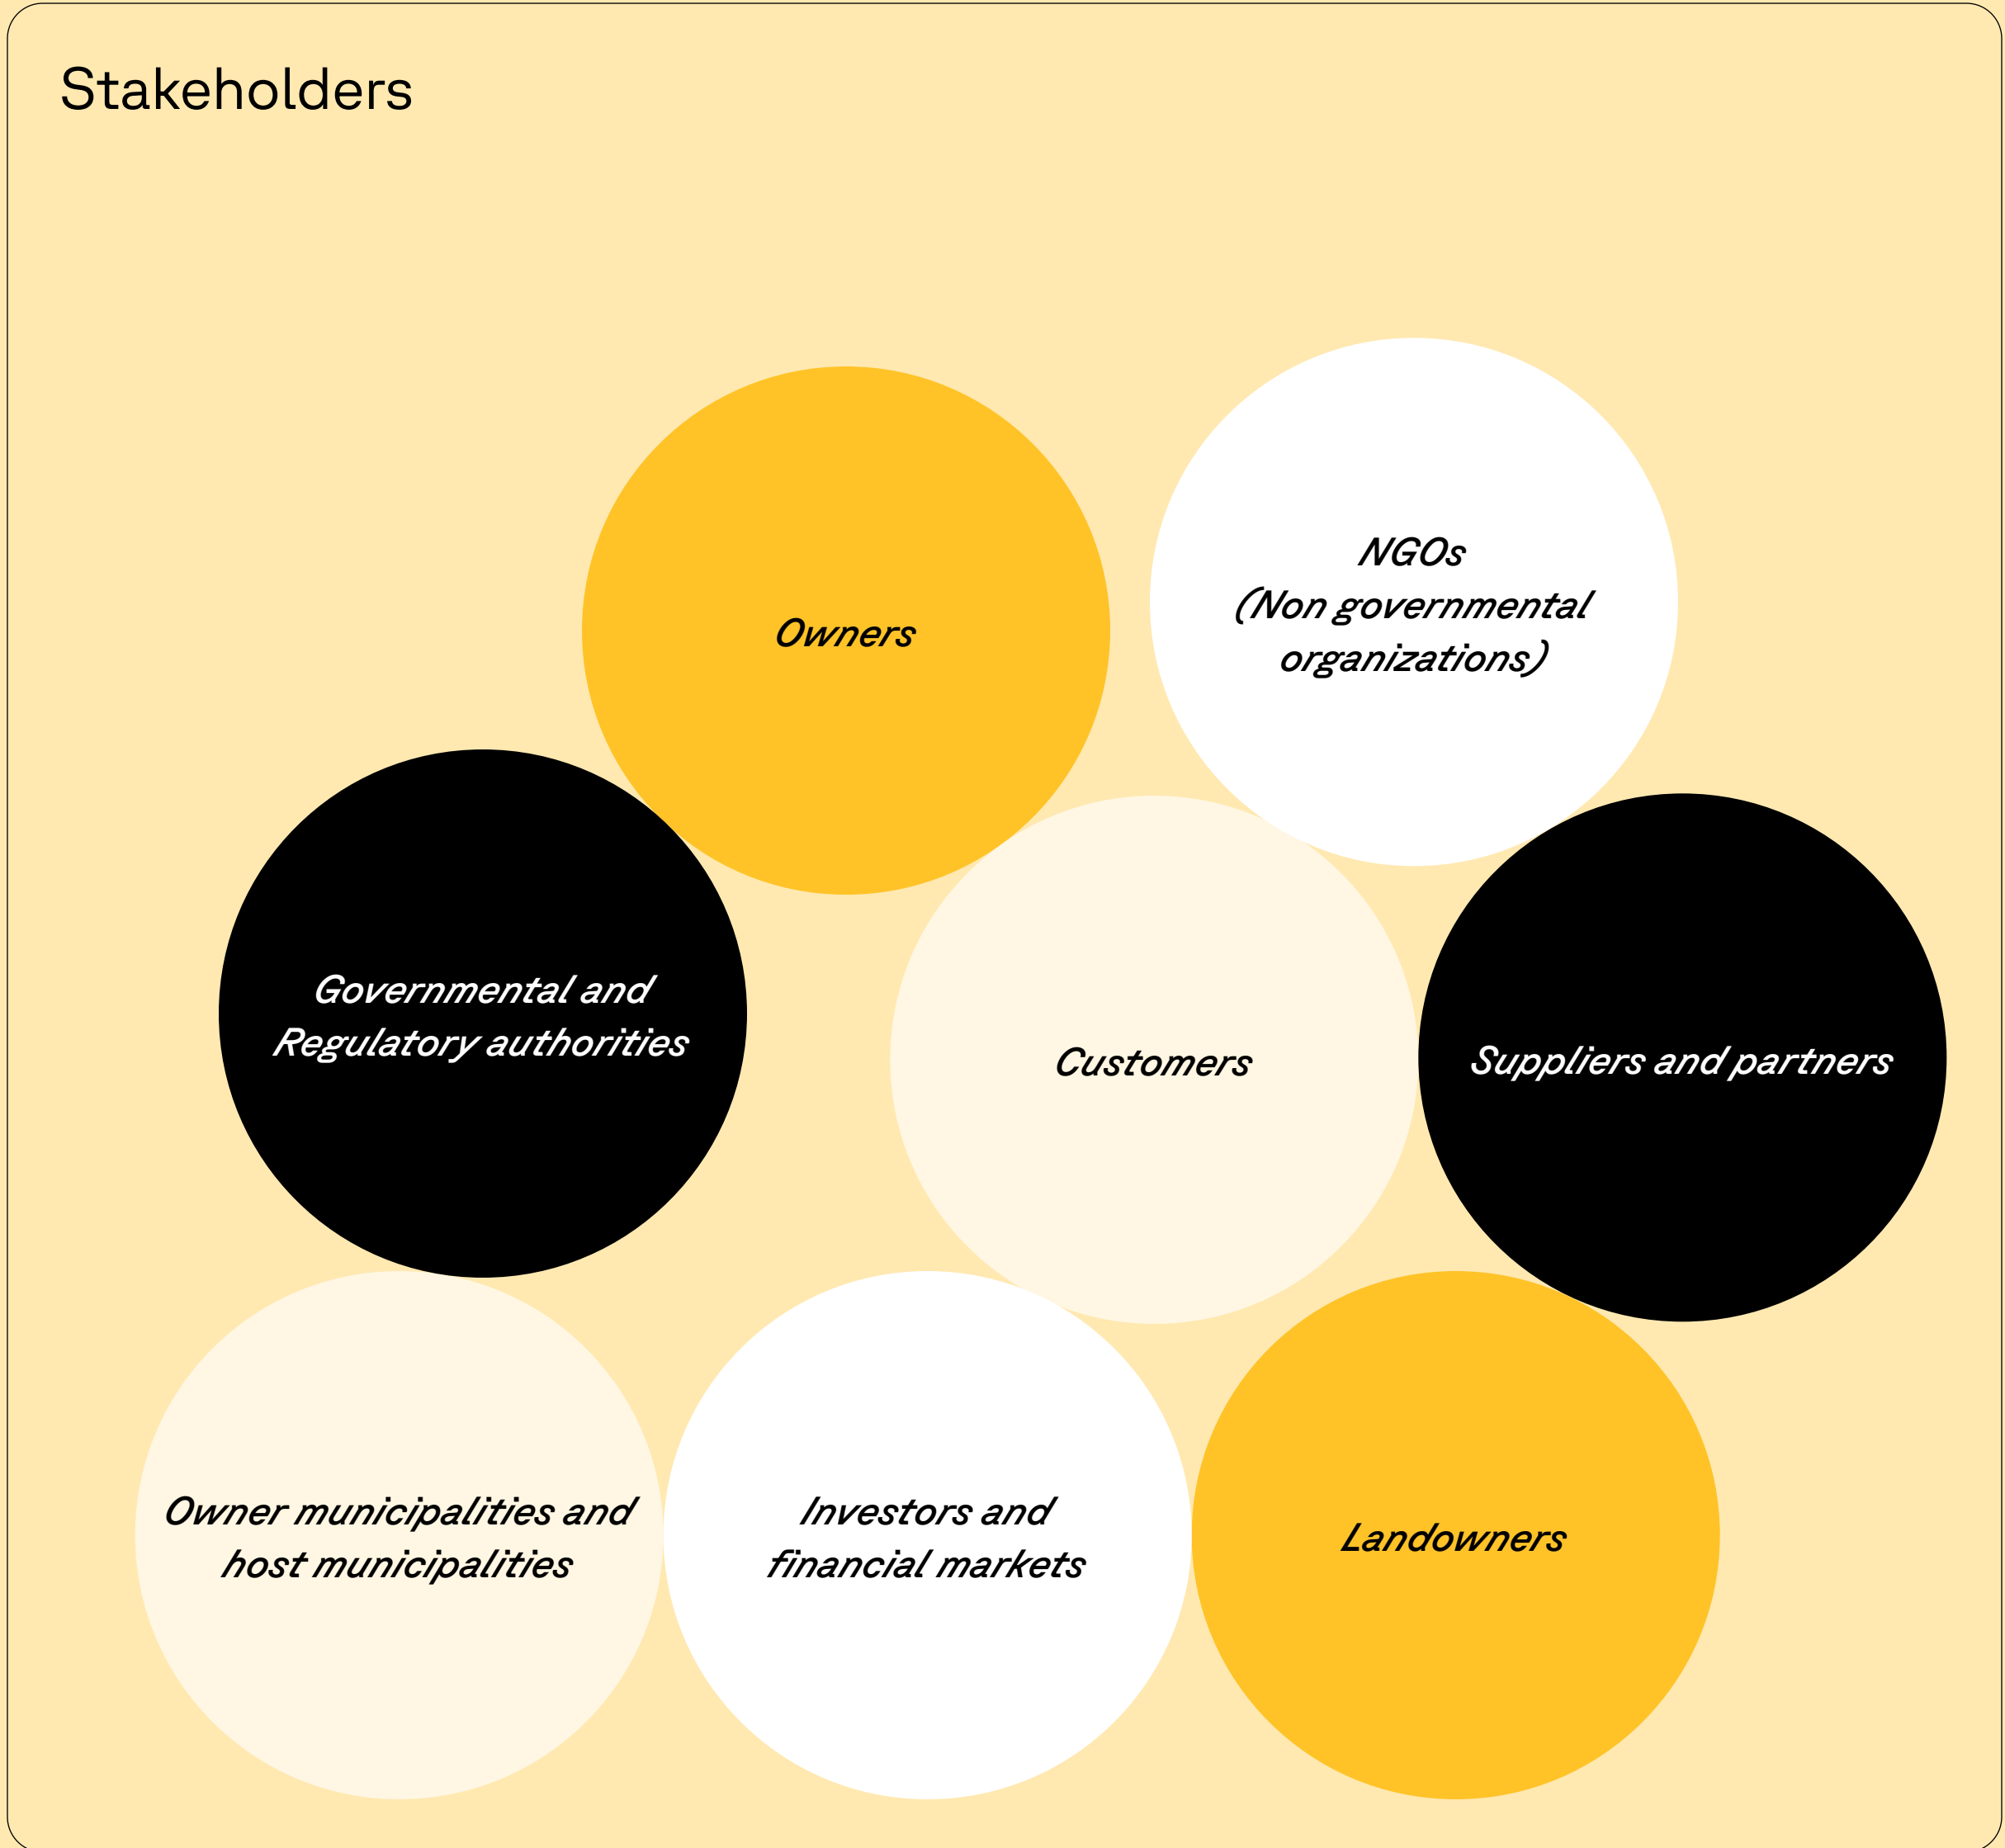 Stakeholders
Owners
NGOs
(Non governmental
organizations)
Governmental and
Regulatory authorities
Customers
Suppliers and partners
Owner municipalities and
host municipalities
Investors and
financial markets
Landowners